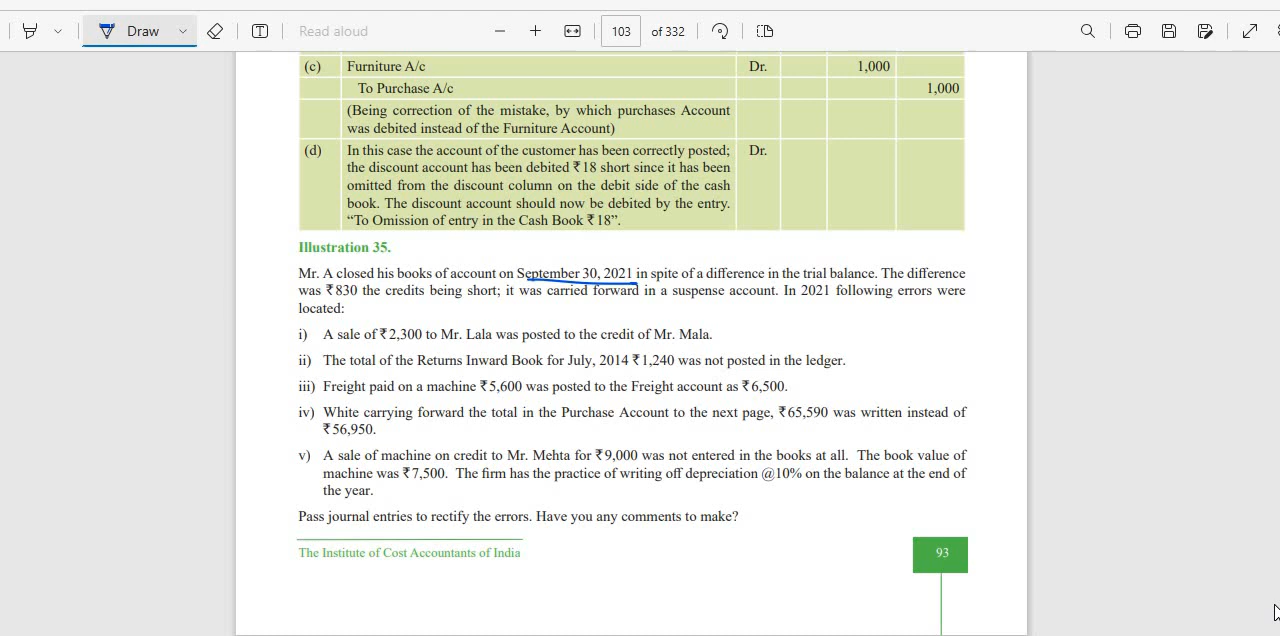 Draw
Read aloud
103 of 332
(c) Furniture A/c Dr. 1,000
To Purchase A/c 1,000
(Being correction of the mistake, by which purchases Account
was debited instead of the Furniture Account)
(d) In this case the account of the customer has been correctly posted; Dr.
the discount account has been debited ₹18 short since it has been
omitted from the discount column on the debit side of the cash
book. The discount account should now be debited by the entry.
“To Omission of entry in the Cash Book ₹18”.
Illustration 35.
Mr. A closed his books of account on September 30, 2021 in spite of a difference in the trial balance. The difference
was ₹830 the credits being short; it was carried forward in a suspense account. In 2021 following errors were
located:
i) A sale of ₹2,300 to Mr. Lala was posted to the credit of Mr. Mala.
ii) The total of the Returns Inward Book for July, 2014 ₹1,240 was not posted in the ledger.
iii) Freight paid on a machine ₹5,600 was posted to the Freight account as ₹6,500.
iv) White carrying forward the total in the Purchase Account to the next page, ₹65,590 was written instead of
₹56,950.
v) A sale of machine on credit to Mr. Mehta for ₹9,000 was not entered in the books at all. The book value of
machine was ₹7,500. The firm has the practice of writing off depreciation @10% on the balance at the end of
the year.
Pass journal entries to rectify the errors. Have you any comments to make?
The Institute of Cost Accountants of India
93